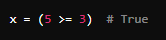 x = (5 >= 3)  # True